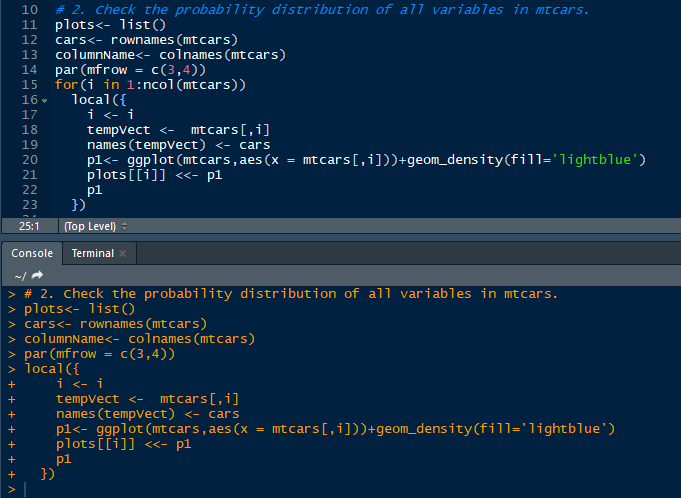 10 # 2. Check the probability distribution of all variables in mtcars.
11 plots<- list()
12 cars<- rownames(mtcars)
13 columnName<- colnames(mtcars)
14 par(mfrow = c(3,4))
15 for(i in 1:ncol(mtcars))
16 local({
17 i <- i
18 tempVect <-  mtcars[,i]
19 names(tempVect) <- cars
20 p1<- ggplot(mtcars,aes(x = mtcars[,i]))+geom_density(fill='lightblue')
21 plots[[i]] <<- p1
22 p1
23 })
25:1 (Top Level)
Console Terminal
~/
> # 2. Check the probability distribution of all variables in mtcars.
> plots<- list()
> cars<- rownames(mtcars)
> columnName<- colnames(mtcars)
> par(mfrow = c(3,4))
> local({
+ i <- i
+ tempVect <-  mtcars[,i]
+ names(tempVect) <- cars
+ p1<- ggplot(mtcars,aes(x = mtcars[,i]))+geom_density(fill='lightblue')
+ plots[[i]] <<- p1
+ p1
+ })
>